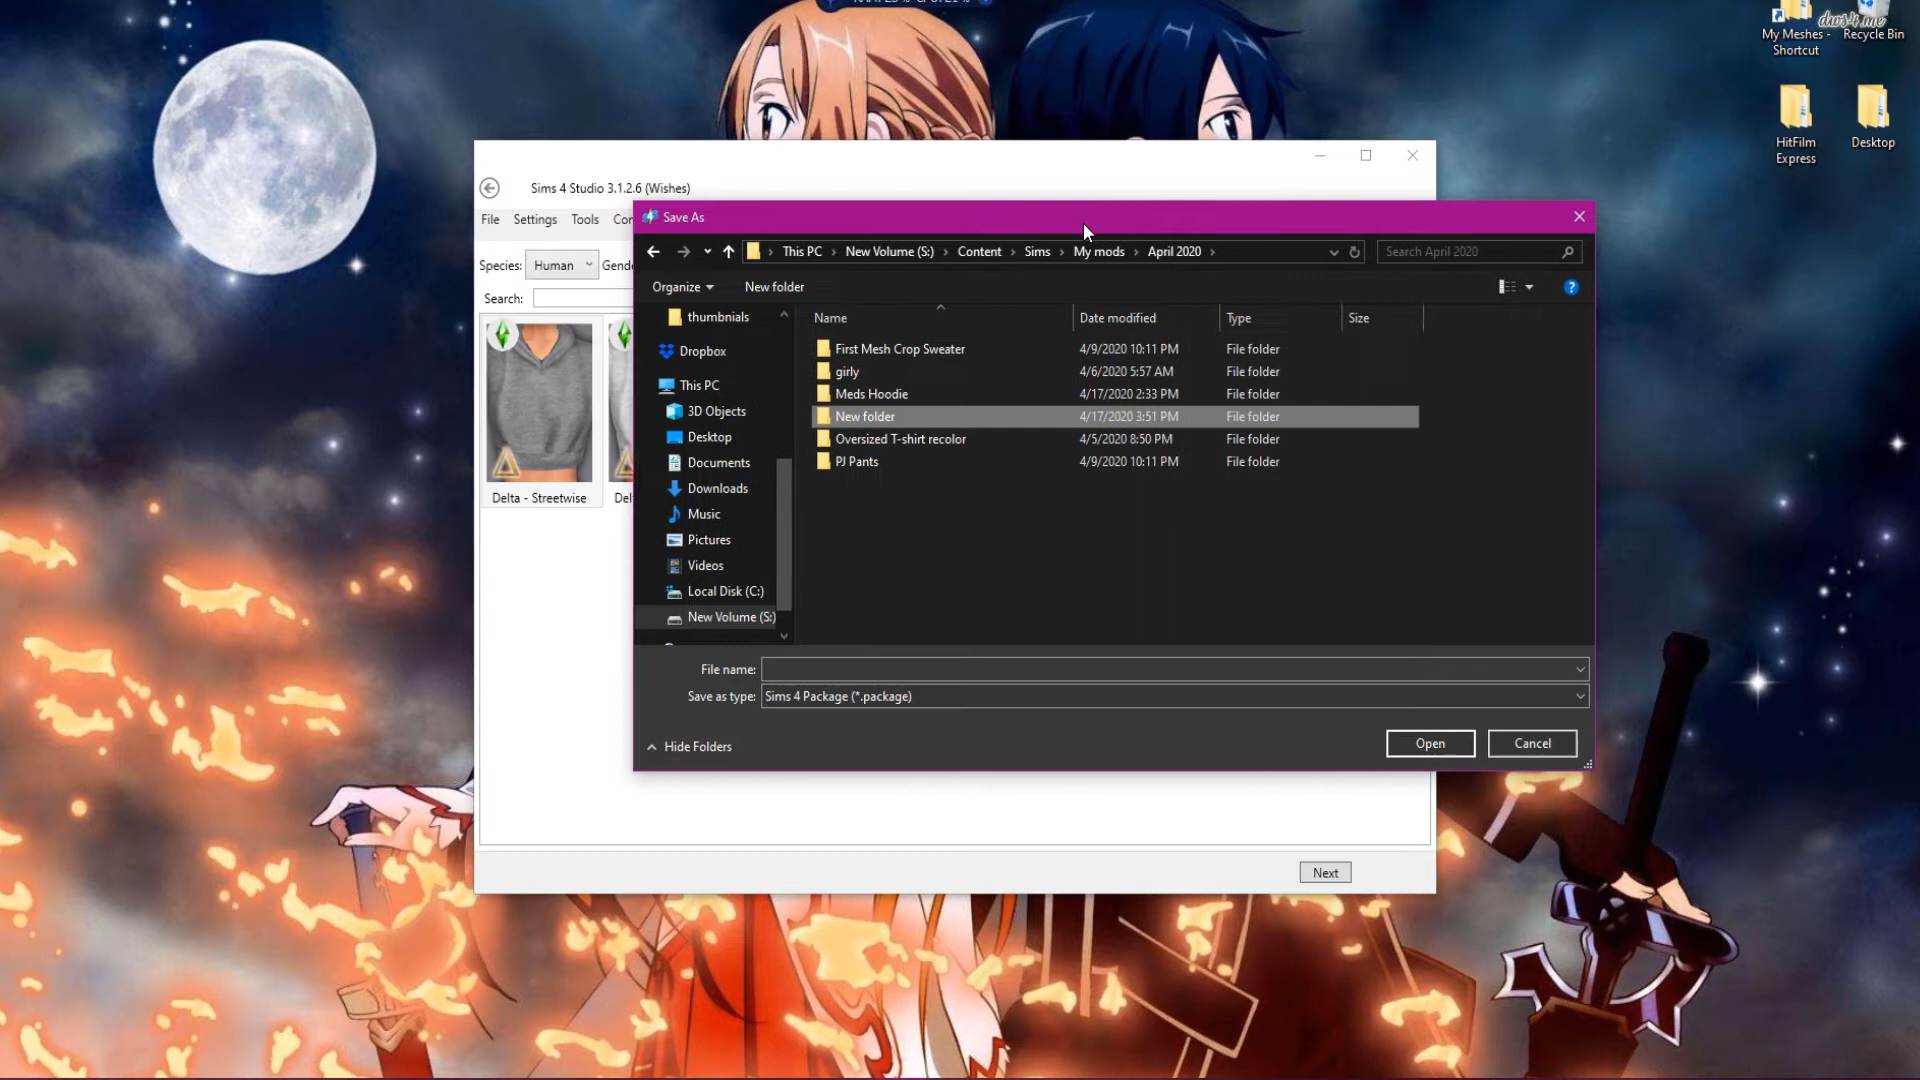 My Meshes - Shortcut
Recycle Bin
HitFilm Express
Desktop
Sims 4 Studio 3.1.2.6 (Wishes)
File Settings Tools
Species: Human
Search:
Delta - Streetwise
Save As
This PC > New Volume (S:) > Content > Sims > My mods > April 2020 >
Search April 2020
Organize New folder
thumbnials
Dropbox
This PC
3D Objects
Desktop
Documents
Downloads
Music
Pictures
Videos
Local Disk (C:)
New Volume (S:)
Name Date modified Type Size
First Mesh Crop Sweater 4/9/2020 10:11 PM File folder
girly 4/6/2020 5:57 AM File folder
Meds Hoodie 4/17/2020 2:33 PM File folder
New folder 4/17/2020 3:51 PM File folder
Oversized T-shirt recolor 4/5/2020 8:50 PM File folder
PJ Pants 4/9/2020 10:11 PM File folder
File name:
Save as type: Sims 4 Package (*.package)
Hide Folders
Open Cancel
Next